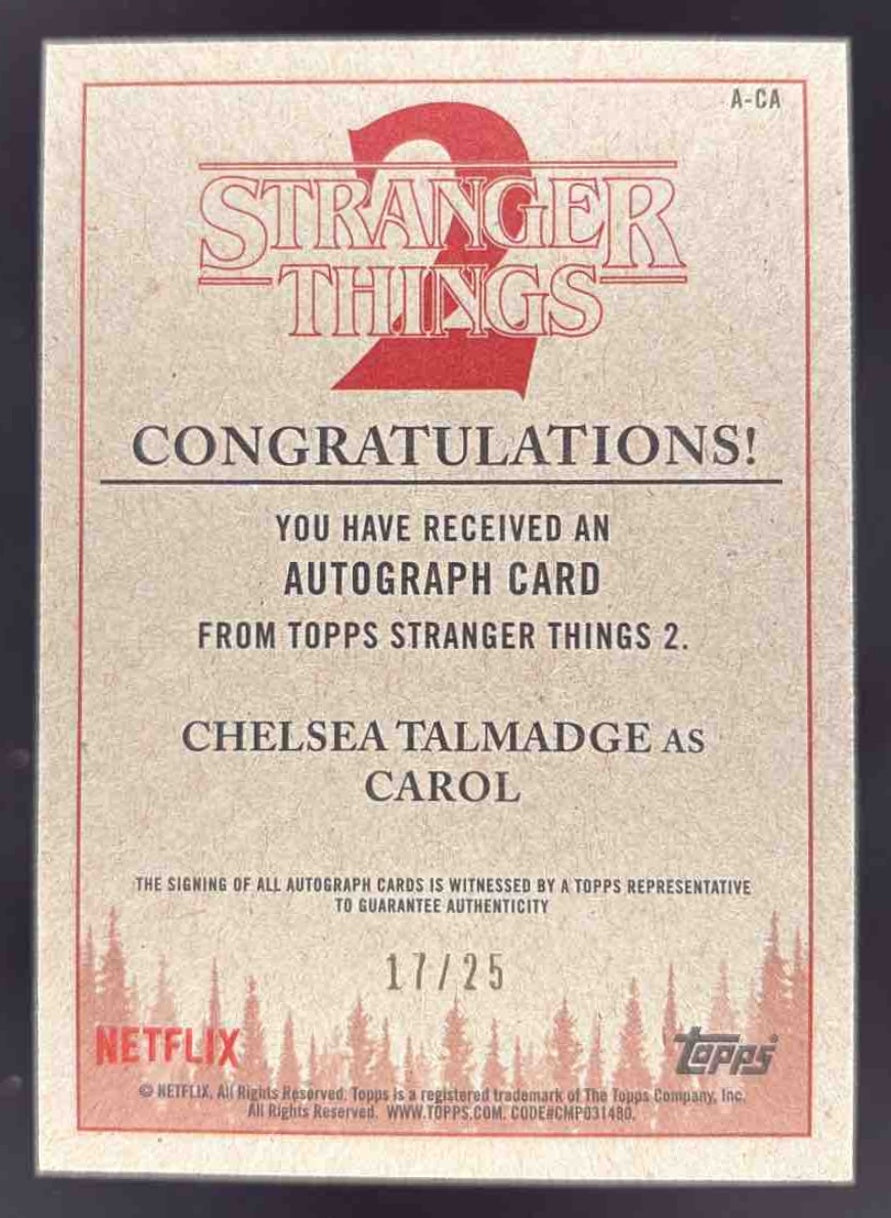 A-CA
2
STRANGER
THINGS
CONGRATULATIONS!
YOU HAVE RECEIVED AN
AUTOGRAPH CARD
FROM TOPPS STRANGER THINGS 2.
CHELSEA TALMADGE AS
CAROL
THE SIGNING OF ALL AUTOGRAPH CARDS IS WITNESSED BY A TOPPS REPRESENTATIVE
TO GUARANTEE AUTHENTICITY
17/25
NETFLIX
topps
© NETFLIX, All Rights Reserved. Topps is a registered trademark of The Topps Company, Inc.
All Rights Reserved. WWW.TOPPS.COM. CODE#CMP031480.